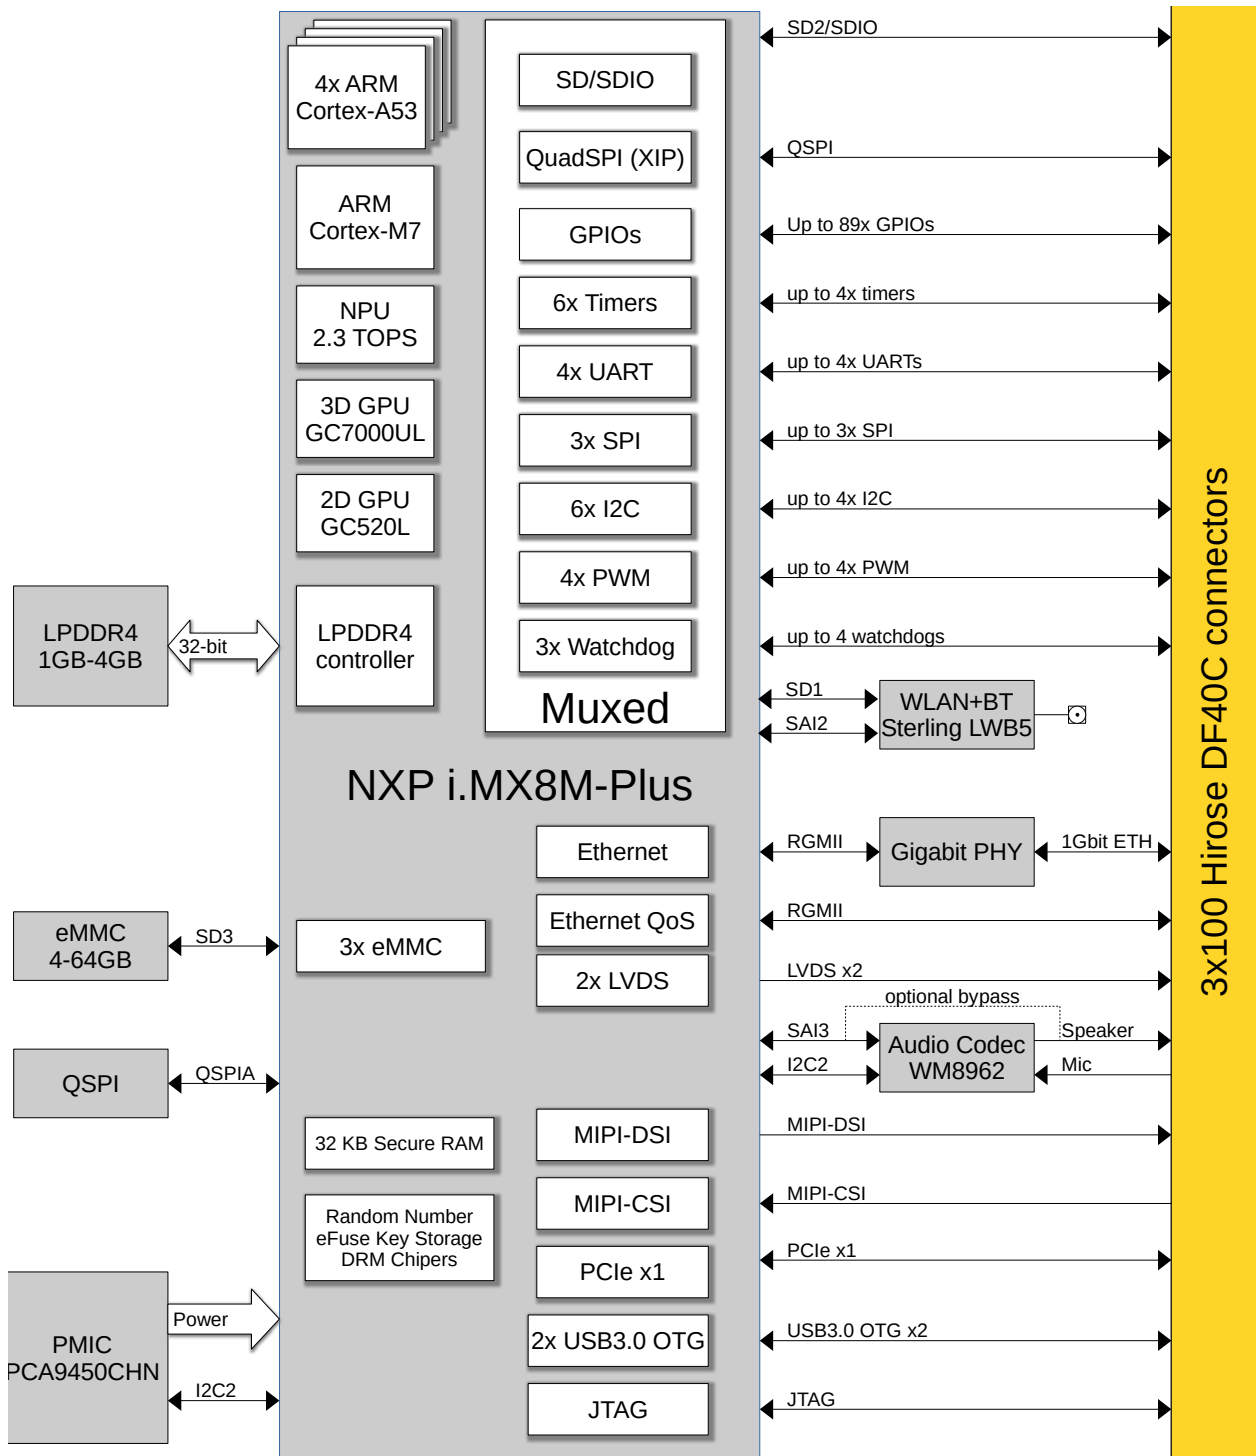 SD2/SDIO
4x ARM
Cortex-A53
SD/SDIO
QSPI
QuadSPI (XIP)
ARM
Cortex-M7
Up to 89x GPIOs
GPIOs
up to 4x timers
NPU
2.3 TOPS
6x Timers
up to 4x UARTs
4x UART
3D GPU
GC7000UL
up to 3x SPI
3x SPI
2D GPU
GC520L
up to 4x I2C
6x I2C
up to 4x PWM
4x PWM
LPDDR4
1GB-4GB
32-bit
LPDDR4
controller
up to 4 watchdogs
3x Watchdog
Muxed
SD1
SAI2
WLAN+BT
Sterling LWB5
NXP i.MX8M-Plus
Ethernet
RGMII
Gigabit PHY
1Gbit ETH
eMMC
4-64GB
SD3
3x eMMC
Ethernet QoS
RGMII
2x LVDS
LVDS x2
optional bypass
SAI3
I2C2
Audio Codec
WM8962
Speaker
Mic
QSPI
QSPIA
32 KB Secure RAM
MIPI-DSI
MIPI-DSI
Random Number
eFuse Key Storage
DRM Chipers
MIPI-CSI
MIPI-CSI
PCIe x1
PCIe x1
PMIC
PCA9450CHN
Power
I2C2
2x USB3.0 OTG
USB3.0 OTG x2
JTAG
JTAG
3x100 Hirose DF40C connectors